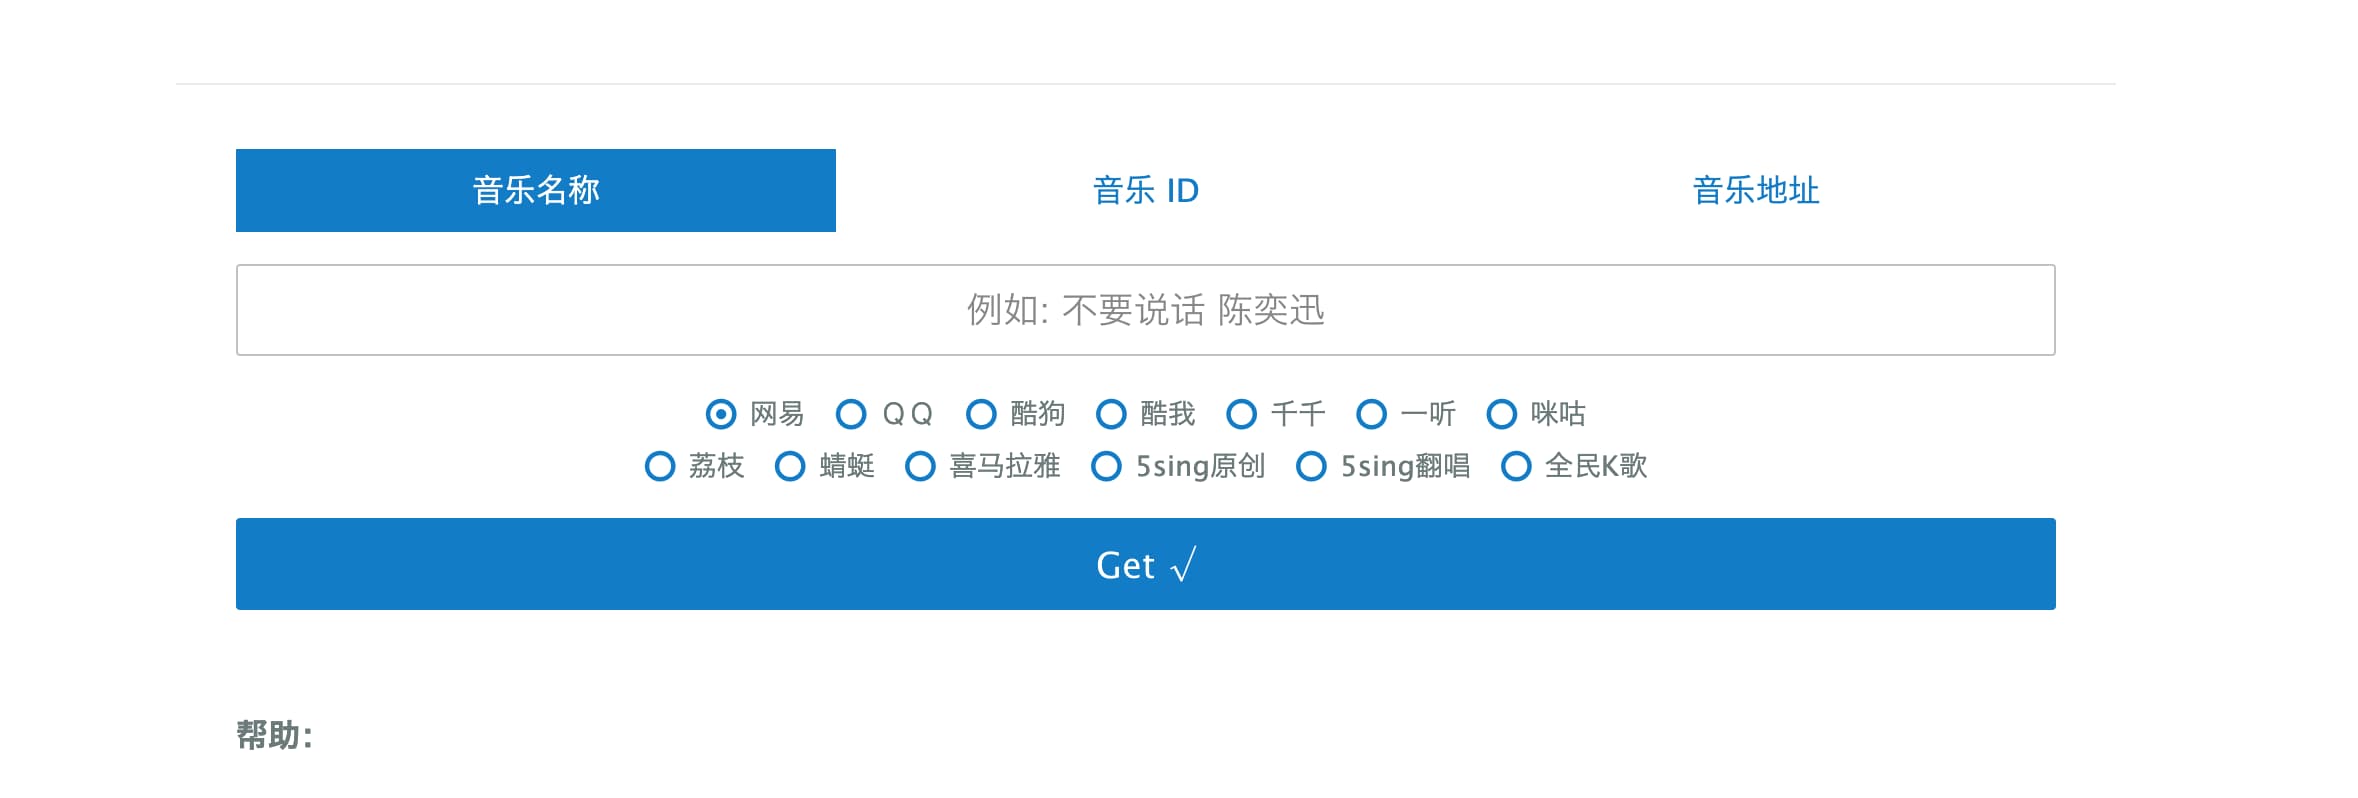 音乐名称 音乐 ID 音乐地址
例如: 不要说话 陈奕迅
网易 Q Q 酷狗 酷我 千千 一听 咪咕
荔枝 蜻蜓 喜马拉雅 5sing原创 5sing翻唱 全民K歌
Get √
帮助：